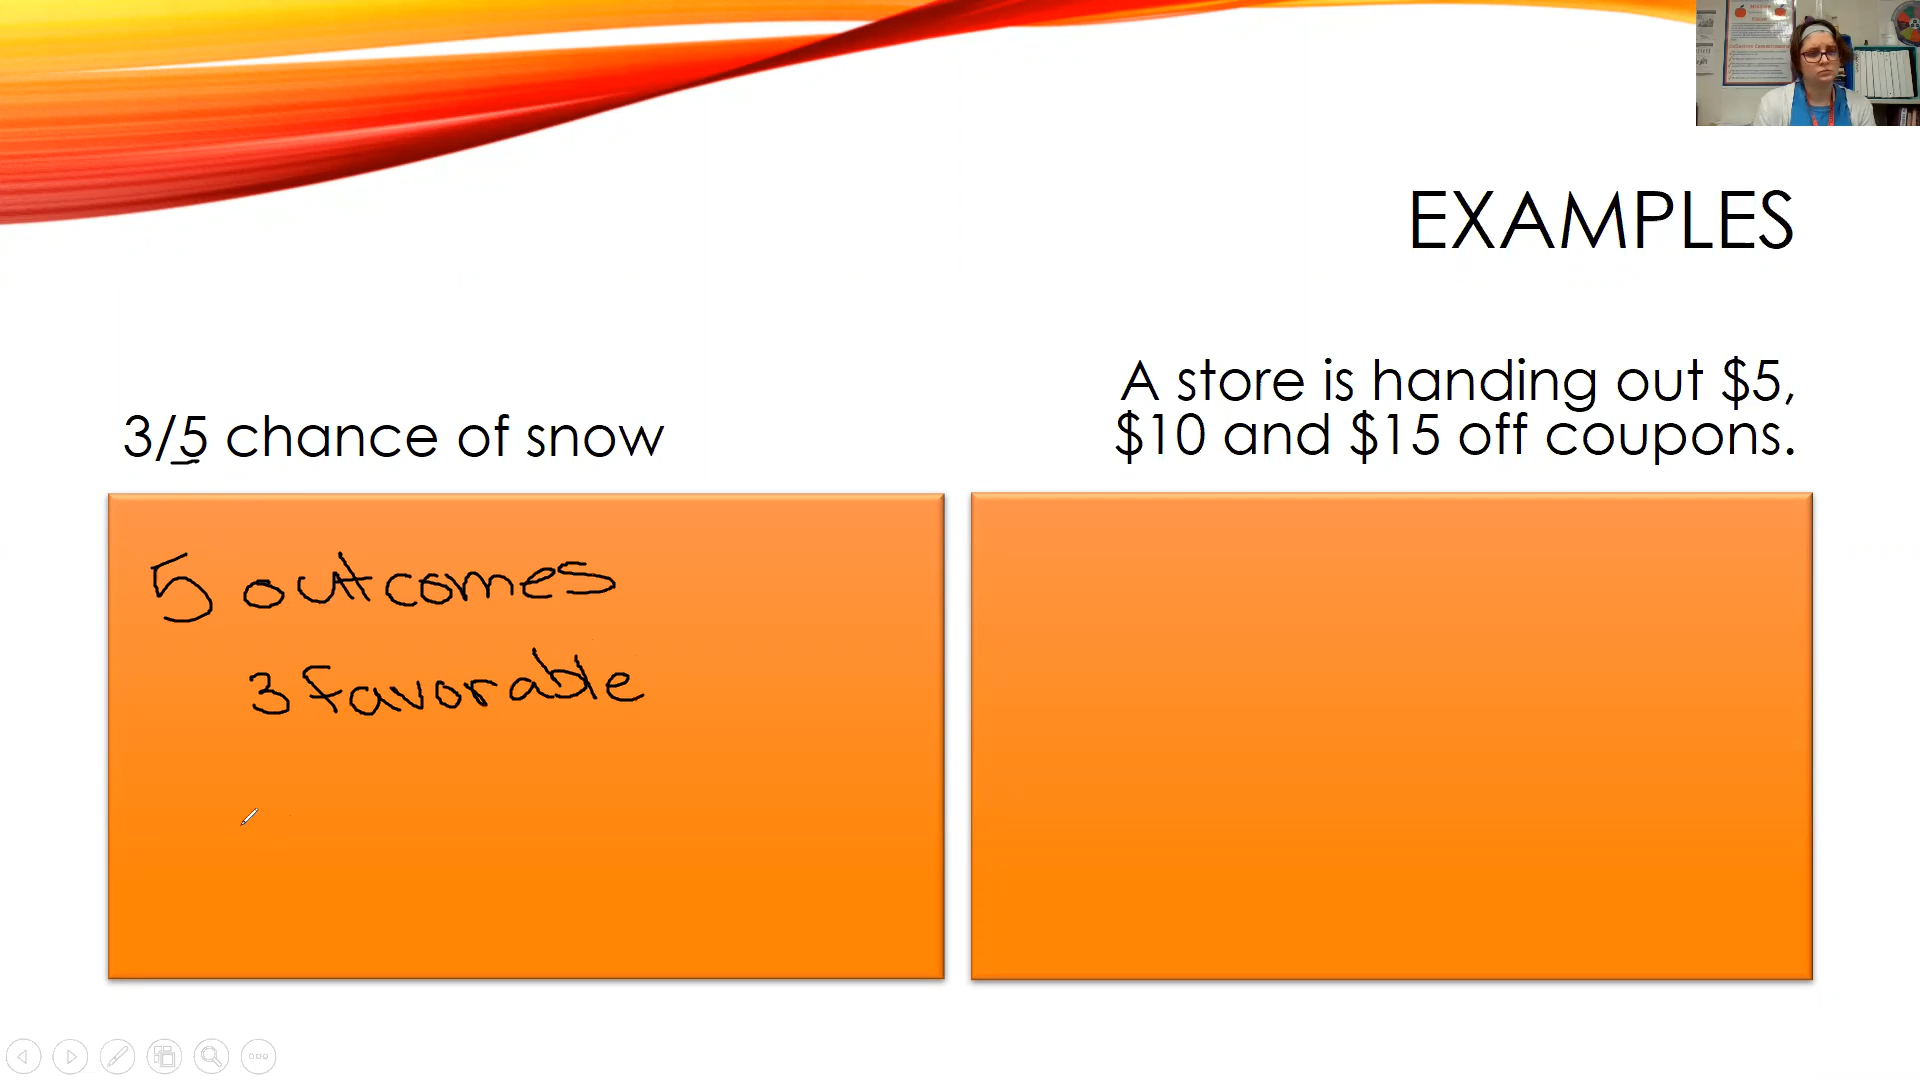 EXAMPLES
3/5 chance of snow
5 outcomes
3 favorable
A store is handing out $5,
$10 and $15 off coupons.